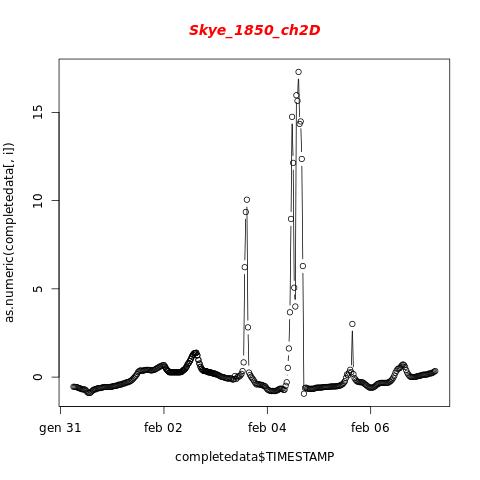 Skye_1850_ch2D
as.numeric(completedata[, i])
15
10
5
0
gen 31
feb 02
feb 04
feb 06
completedata$TIMESTAMP